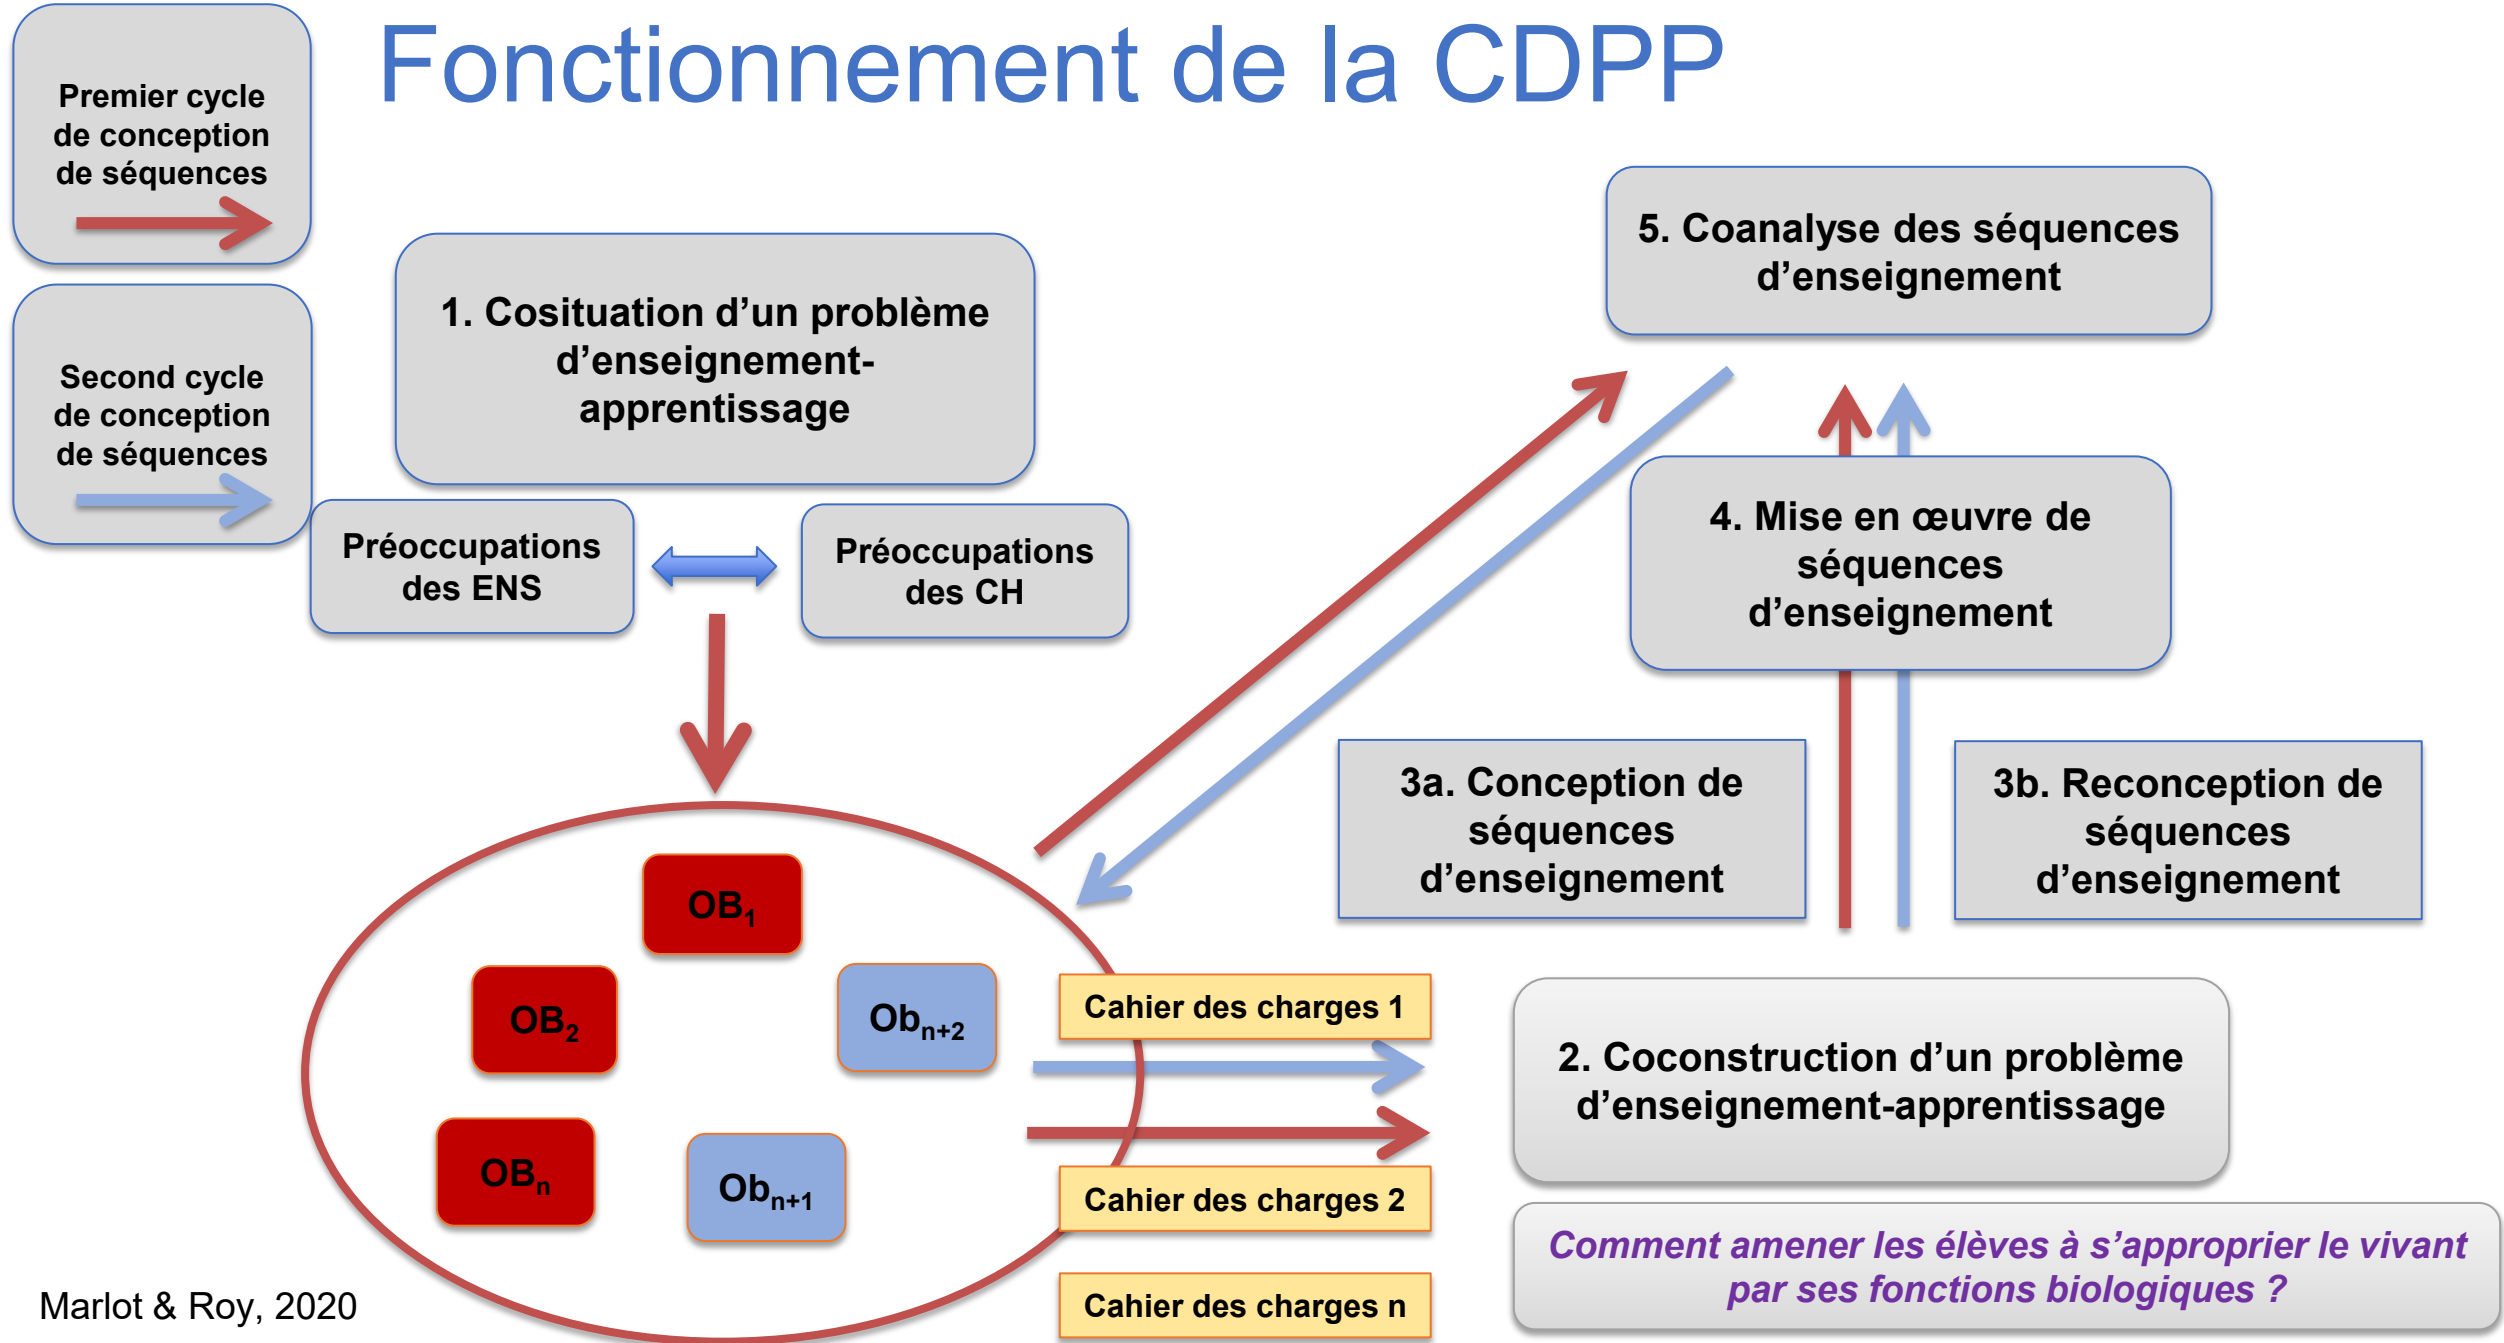 Fonctionnement de la CDPP
Premier cycle
de conception
de séquences
Second cycle
de conception
de séquences
1. Cosituation d’un problème
d’enseignement-
apprentissage
Préoccupations
des ENS
Préoccupations
des CH
5. Coanalyse des séquences
d’enseignement
4. Mise en œuvre de
séquences
d’enseignement
3a. Conception de
séquences
d’enseignement
3b. Reconception de
séquences
d’enseignement
OB1
OB2
Obn+2
OBn
Obn+1
Cahier des charges 1
Cahier des charges 2
Cahier des charges n
2. Coconstruction d’un problème
d’enseignement-apprentissage
Comment amener les élèves à s’approprier le vivant
par ses fonctions biologiques ?
Marlot & Roy, 2020